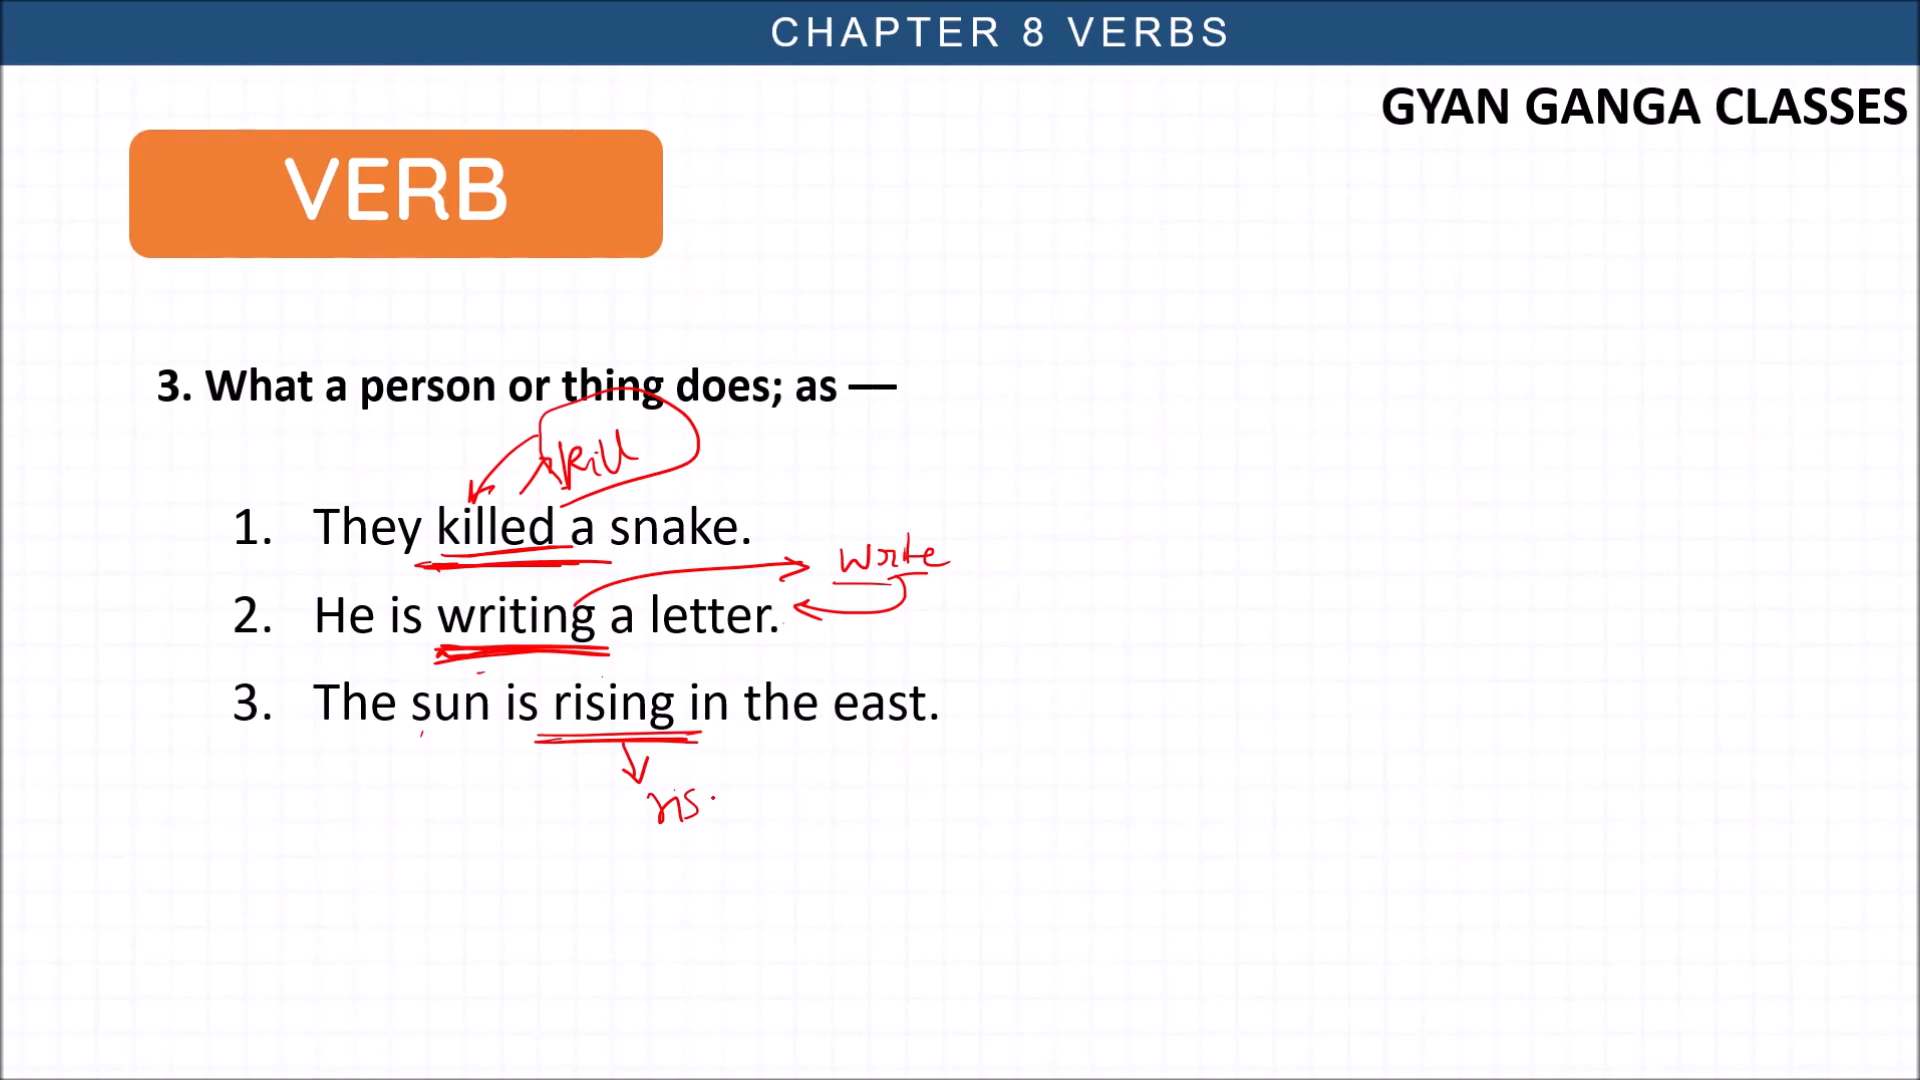 CHAPTER 8 VERBS
GYAN GANGA CLASSES
VERB
3. What a person or thing does; as —
kill
1. They killed a snake.
write
2. He is writing a letter.
3. The sun is rising in the east.
ris